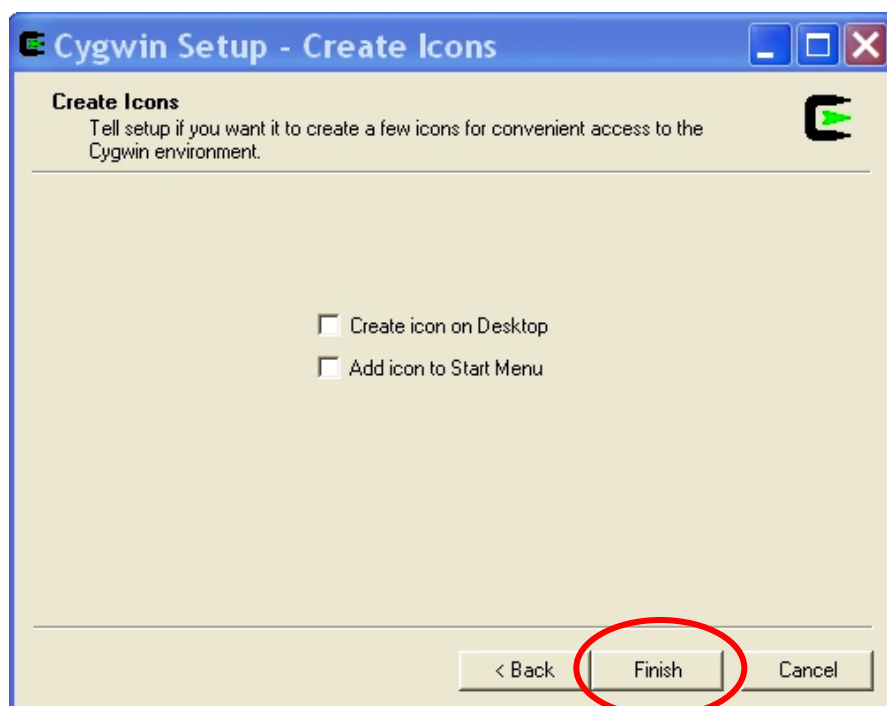 Cygwin Setup - Create Icons
Create Icons
Tell setup if you want it to create a few icons for convenient access to the
Cygwin environment.
Create icon on Desktop
Add icon to Start Menu
< Back Finish Cancel